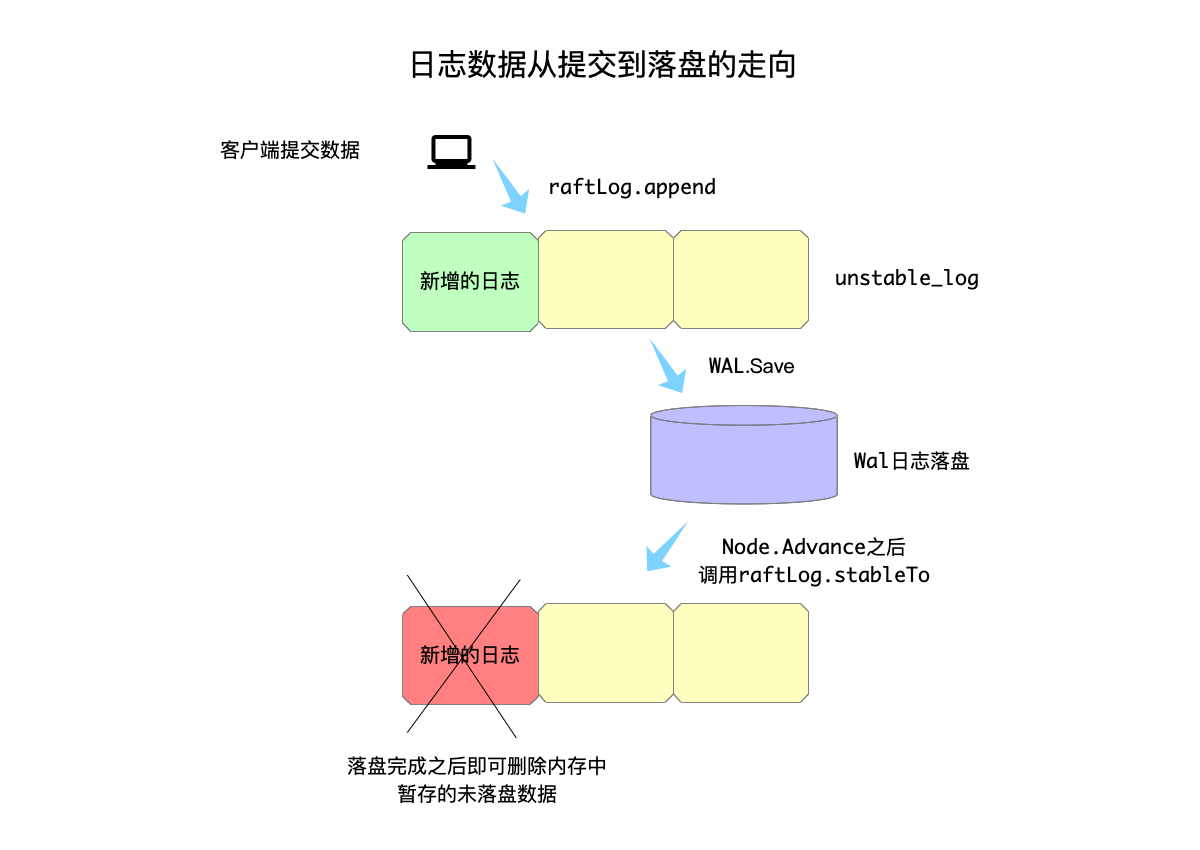 日志数据从提交到落盘的走向
客户端提交数据
raftLog.append
新增的日志
unstable_log
WAL.Save
Wal日志落盘
Node.Advance之后
调用raftLog.stableTo
新增的日志
落盘完成之后即可删除内存中
暂存的未落盘数据